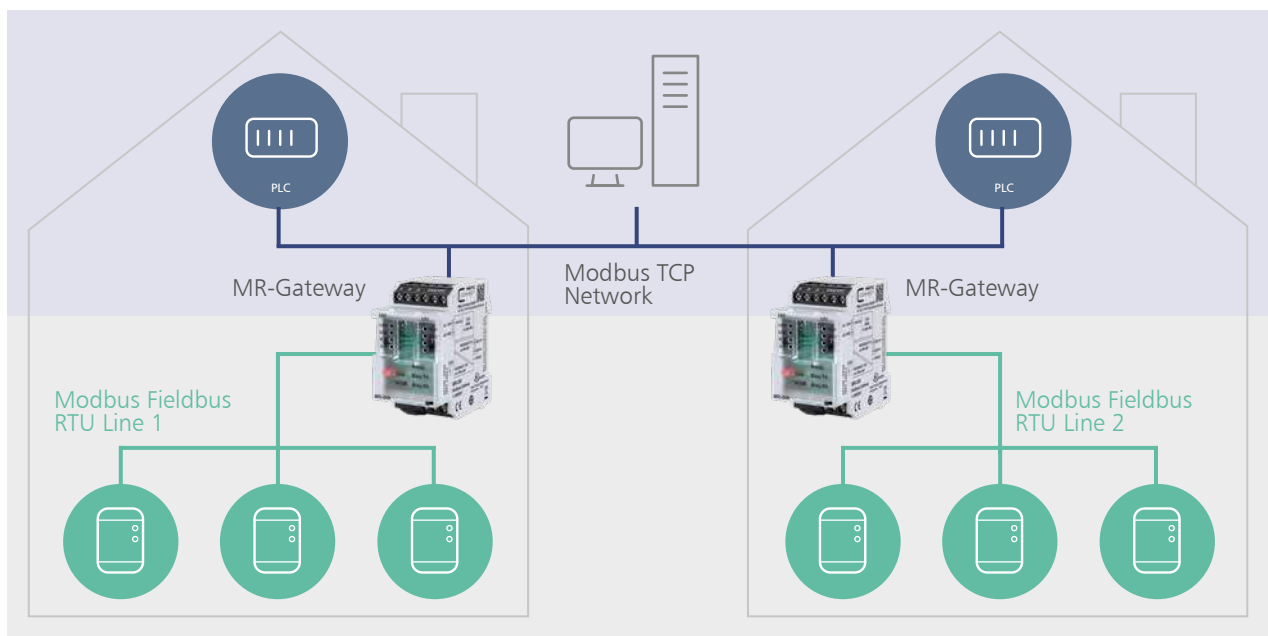 PLC
PLC
MR-Gateway
Modbus TCP
Network
MR-Gateway
Modbus Fieldbus
RTU Line 1
Modbus Fieldbus
RTU Line 2